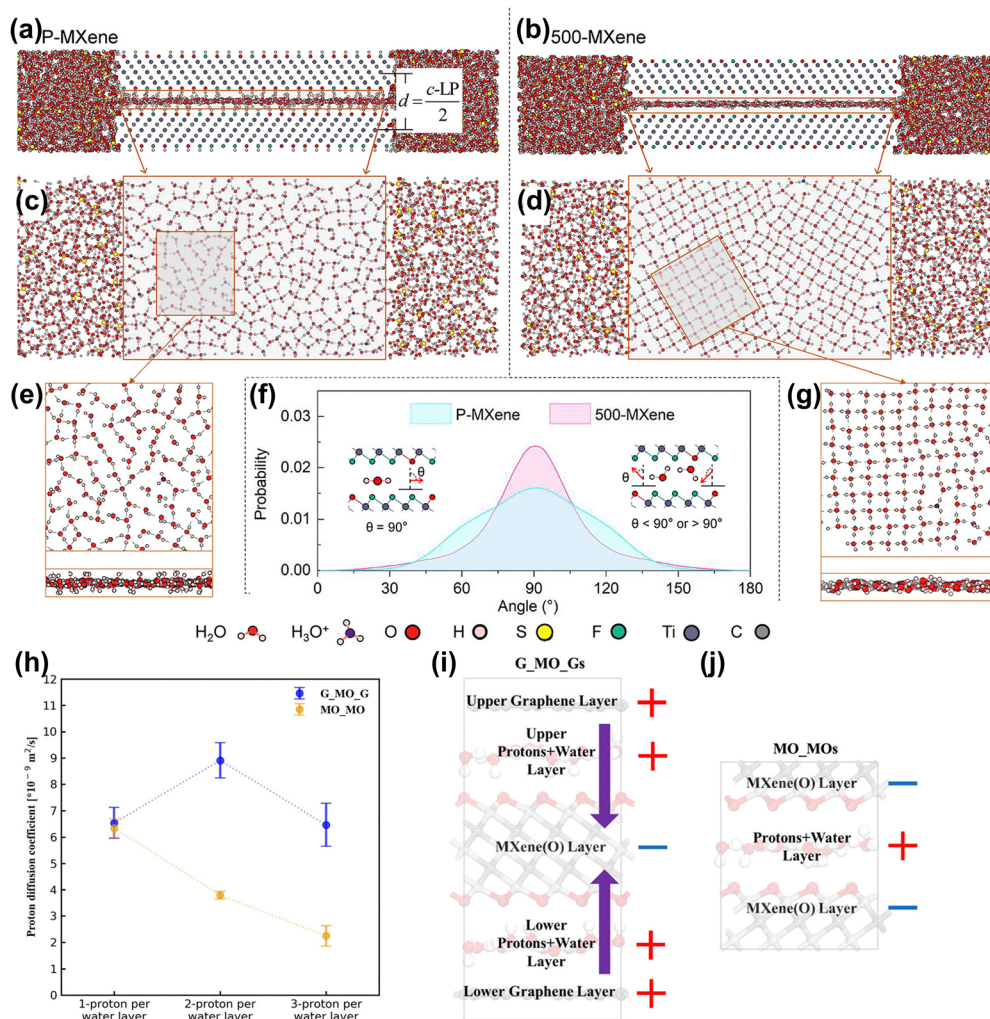 (a)
P-MXene
d = c-LP / 2
(b)
500-MXene
(c)
(d)
(e)
(f)
P-MXene
500-MXene
0.03
0.02
0.01
0.00
Probability
θ
θ = 90°
θ
θ
θ < 90° or > 90°
0
30
60
90
120
150
180
Angle (°)
(g)
H₂O
H₃O⁺
O
H
S
F
Ti
C
(h)
12
11
10
9
8
7
6
5
4
3
2
1
0
Proton diffusion coefficient [*10⁻⁹ m²/s]
G_MO_G
MO_MO
1-proton per
water layer
2-proton per
water layer
3-proton per
water layer
(i)
G_MO_Gs
Upper Graphene Layer
+
Upper
Protons+Water
Layer
+
MXene(O) Layer
−
Lower
Protons+Water
Layer
+
Lower Graphene Layer
+
(j)
MO_MOs
MXene(O) Layer
−
Protons+Water
Layer
+
MXene(O) Layer
−